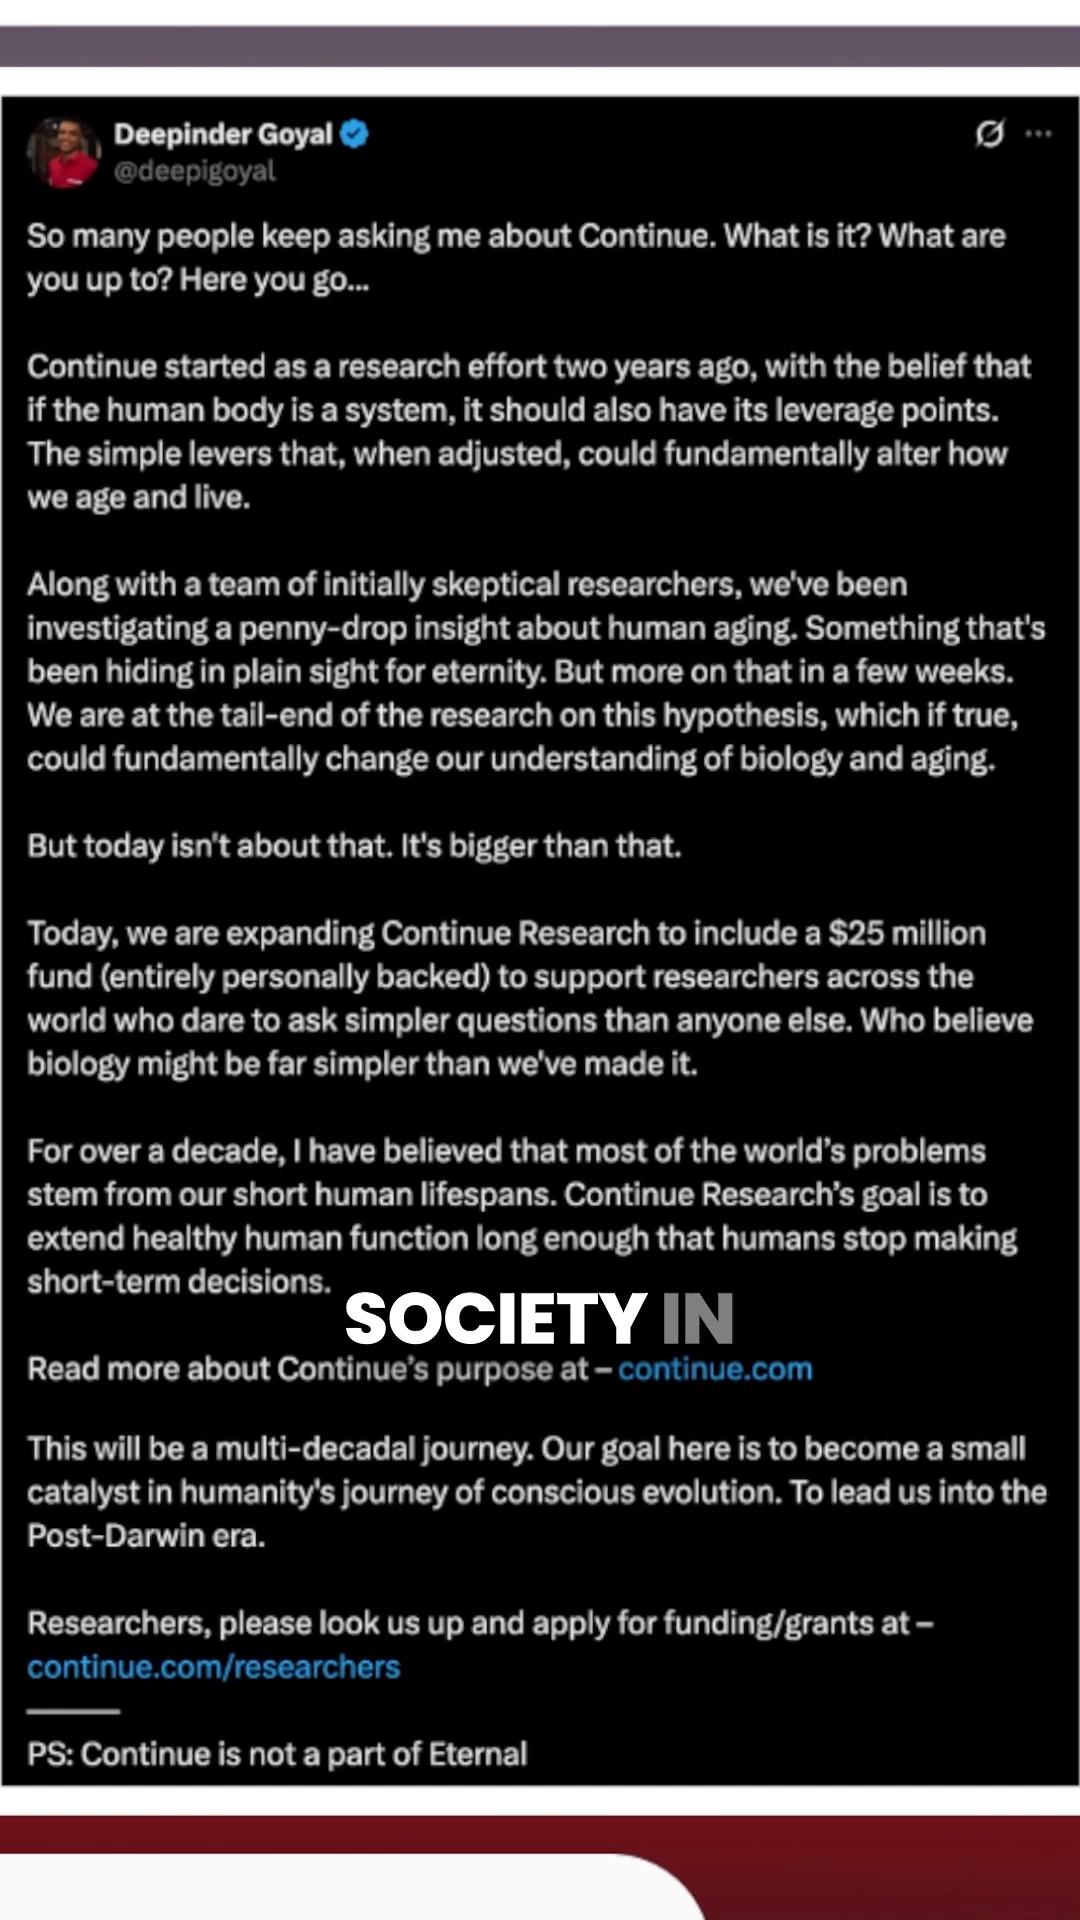 Deepinder Goyal
@deepigoyal
So many people keep asking me about Continue. What is it? What are
you up to? Here you go...
Continue started as a research effort two years ago, with the belief that
if the human body is a system, it should also have its leverage points.
The simple levers that, when adjusted, could fundamentally alter how
we age and live.
Along with a team of initially skeptical researchers, we've been
investigating a penny-drop insight about human aging. Something that's
been hiding in plain sight for eternity. But more on that in a few weeks.
We are at the tail-end of the research on this hypothesis, which if true,
could fundamentally change our understanding of biology and aging.
But today isn't about that. It's bigger than that.
Today, we are expanding Continue Research to include a $25 million
fund (entirely personally backed) to support researchers across the
world who dare to ask simpler questions than anyone else. Who believe
biology might be far simpler than we've made it.
For over a decade, I have believed that most of the world’s problems
stem from our short human lifespans. Continue Research’s goal is to
extend healthy human function long enough that humans stop making
short-term decisions.
SOCIETY IN
Read more about Continue’s purpose at – continue.com
This will be a multi-decadal journey. Our goal here is to become a small
catalyst in humanity's journey of conscious evolution. To lead us into the
Post-Darwin era.
Researchers, please look us up and apply for funding/grants at –
continue.com/researchers
PS: Continue is not a part of Eternal